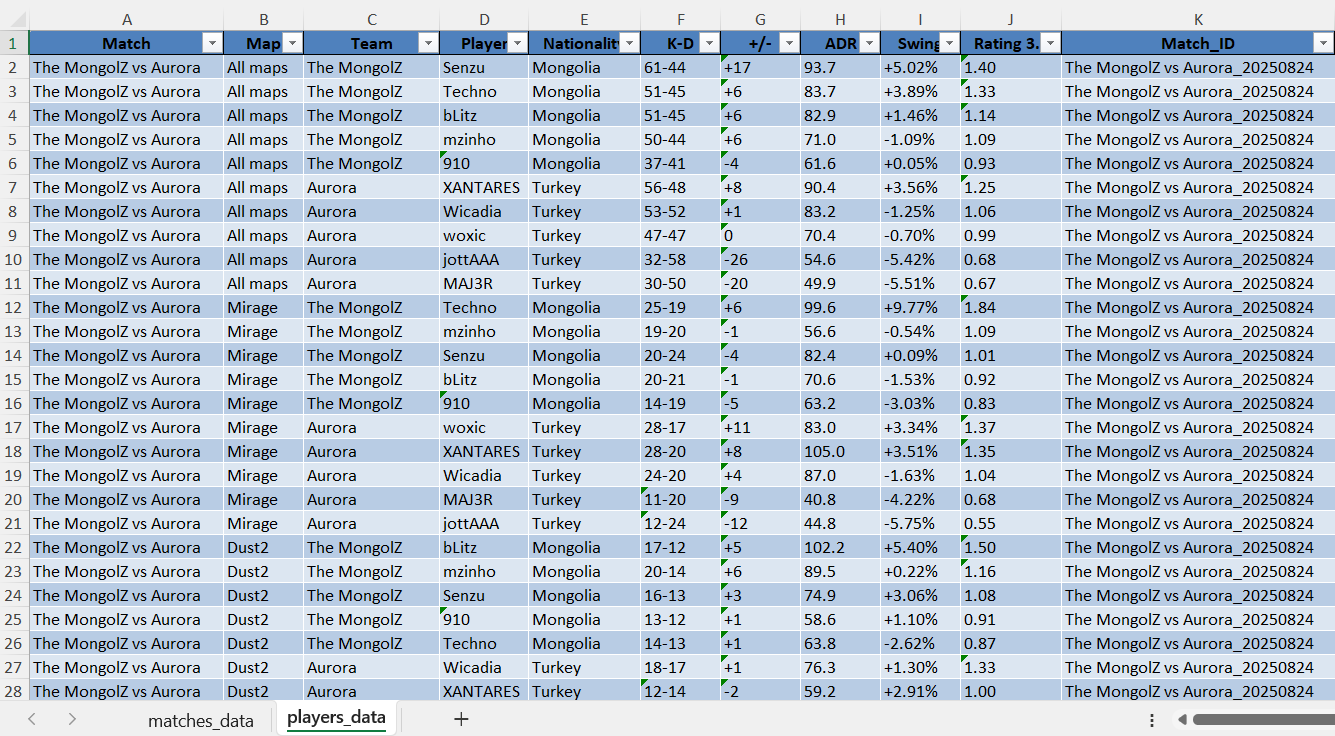 A B C D E F G H I J K
1 Match Map Team Player Nationalit K-D +/- ADR Swing Rating 3. Match_ID
2 The MongolZ vs Aurora All maps The MongolZ Senzu Mongolia 61-44 +17 93.7 +5.02% 1.40 The MongolZ vs Aurora_20250824
3 The MongolZ vs Aurora All maps The MongolZ Techno Mongolia 51-45 +6 83.7 +3.89% 1.33 The MongolZ vs Aurora_20250824
4 The MongolZ vs Aurora All maps The MongolZ bLitz Mongolia 51-45 +6 82.9 +1.46% 1.14 The MongolZ vs Aurora_20250824
5 The MongolZ vs Aurora All maps The MongolZ mzinho Mongolia 50-44 +6 71.0 -1.09% 1.09 The MongolZ vs Aurora_20250824
6 The MongolZ vs Aurora All maps The MongolZ 910 Mongolia 37-41 -4 61.6 +0.05% 0.93 The MongolZ vs Aurora_20250824
7 The MongolZ vs Aurora All maps Aurora XANTARES Turkey 56-48 +8 90.4 +3.56% 1.25 The MongolZ vs Aurora_20250824
8 The MongolZ vs Aurora All maps Aurora Wicadia Turkey 53-52 +1 83.2 -1.25% 1.06 The MongolZ vs Aurora_20250824
9 The MongolZ vs Aurora All maps Aurora woxic Turkey 47-47 0 70.4 -0.70% 0.99 The MongolZ vs Aurora_20250824
10 The MongolZ vs Aurora All maps Aurora jottAAA Turkey 32-58 -26 54.6 -5.42% 0.68 The MongolZ vs Aurora_20250824
11 The MongolZ vs Aurora All maps Aurora MAJ3R Turkey 30-50 -20 49.9 -5.51% 0.67 The MongolZ vs Aurora_20250824
12 The MongolZ vs Aurora Mirage The MongolZ Techno Mongolia 25-19 +6 99.6 +9.77% 1.84 The MongolZ vs Aurora_20250824
13 The MongolZ vs Aurora Mirage The MongolZ mzinho Mongolia 19-20 -1 56.6 -0.54% 1.09 The MongolZ vs Aurora_20250824
14 The MongolZ vs Aurora Mirage The MongolZ Senzu Mongolia 20-24 -4 82.4 +0.09% 1.01 The MongolZ vs Aurora_20250824
15 The MongolZ vs Aurora Mirage The MongolZ bLitz Mongolia 20-21 -1 70.6 -1.53% 0.92 The MongolZ vs Aurora_20250824
16 The MongolZ vs Aurora Mirage The MongolZ 910 Mongolia 14-19 -5 63.2 -3.03% 0.83 The MongolZ vs Aurora_20250824
17 The MongolZ vs Aurora Mirage Aurora woxic Turkey 28-17 +11 83.0 +3.34% 1.37 The MongolZ vs Aurora_20250824
18 The MongolZ vs Aurora Mirage Aurora XANTARES Turkey 28-20 +8 105.0 +3.51% 1.35 The MongolZ vs Aurora_20250824
19 The MongolZ vs Aurora Mirage Aurora Wicadia Turkey 24-20 +4 87.0 -1.63% 1.04 The MongolZ vs Aurora_20250824
20 The MongolZ vs Aurora Mirage Aurora MAJ3R Turkey 11-20 -9 40.8 -4.22% 0.68 The MongolZ vs Aurora_20250824
21 The MongolZ vs Aurora Mirage Aurora jottAAA Turkey 12-24 -12 44.8 -5.75% 0.55 The MongolZ vs Aurora_20250824
22 The MongolZ vs Aurora Dust2 The MongolZ bLitz Mongolia 17-12 +5 102.2 +5.40% 1.50 The MongolZ vs Aurora_20250824
23 The MongolZ vs Aurora Dust2 The MongolZ mzinho Mongolia 20-14 +6 89.5 +0.22% 1.16 The MongolZ vs Aurora_20250824
24 The MongolZ vs Aurora Dust2 The MongolZ Senzu Mongolia 16-13 +3 74.9 +3.06% 1.08 The MongolZ vs Aurora_20250824
25 The MongolZ vs Aurora Dust2 The MongolZ 910 Mongolia 13-12 +1 58.6 +1.10% 0.91 The MongolZ vs Aurora_20250824
26 The MongolZ vs Aurora Dust2 The MongolZ Techno Mongolia 14-13 +1 63.8 -2.62% 0.87 The MongolZ vs Aurora_20250824
27 The MongolZ vs Aurora Dust2 Aurora Wicadia Turkey 18-17 +1 76.3 +1.30% 1.33 The MongolZ vs Aurora_20250824
28 The MongolZ vs Aurora Dust2 Aurora XANTARES Turkey 12-14 -2 59.2 +2.91% 1.00 The MongolZ vs Aurora_20250824
matches_data players_data